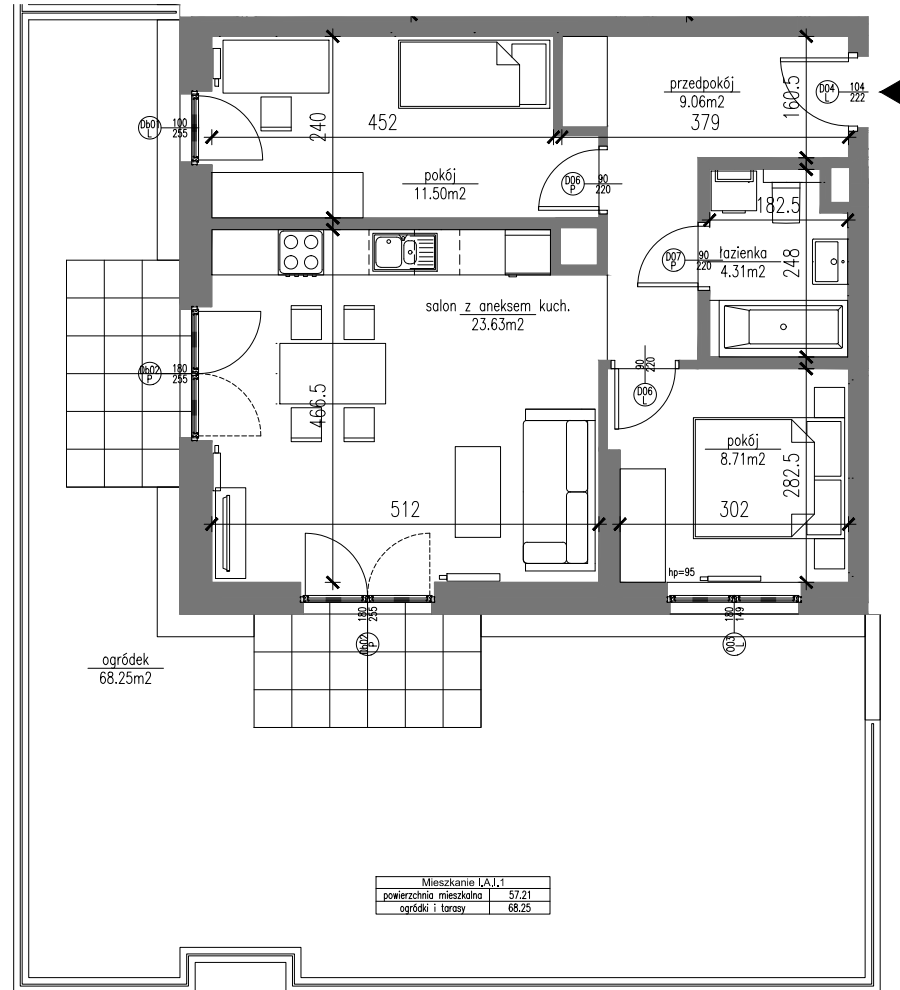 Db01
L
100
255
240
452
pokój
11.50m2
przedpokój
9.06m2
379
160.5
D04
L
104
222
D06
P
90
220
182.5
D07
P
90
220
łazienka
4.31m2
248
salon z aneksem kuch.
23.63m2
Db02
P
180
255
466.5
90
220
D06
L
pokój
8.71m2
282.5
512
302
hp=95
180
255
Db02
P
180
149
O03
L
ogródek
68.25m2
Mieszkanie I.A.I.1
powierzchnia mieszkalna 57.21
ogródki i tarasy 68.25